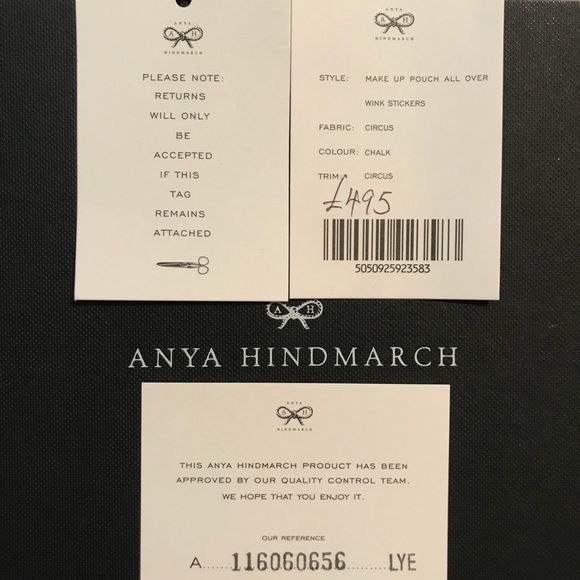 ANYA
A H
HINDMARCH
PLEASE NOTE:
RETURNS
WILL ONLY
BE
ACCEPTED
IF THIS
TAG
REMAINS
ATTACHED
ANYA
A H
HINDMARCH
STYLE: MAKE UP POUCH ALL OVER
WINK STICKERS
FABRIC: CIRCUS
COLOUR: CHALK
TRIM: CIRCUS
£495
5050925923583
A H
ANYA HINDMARCH
ANYA
A H
HINDMARCH
THIS ANYA HINDMARCH PRODUCT HAS BEEN
APPROVED BY OUR QUALITY CONTROL TEAM.
WE HOPE THAT YOU ENJOY IT.
OUR REFERENCE
A 116060656 LYE